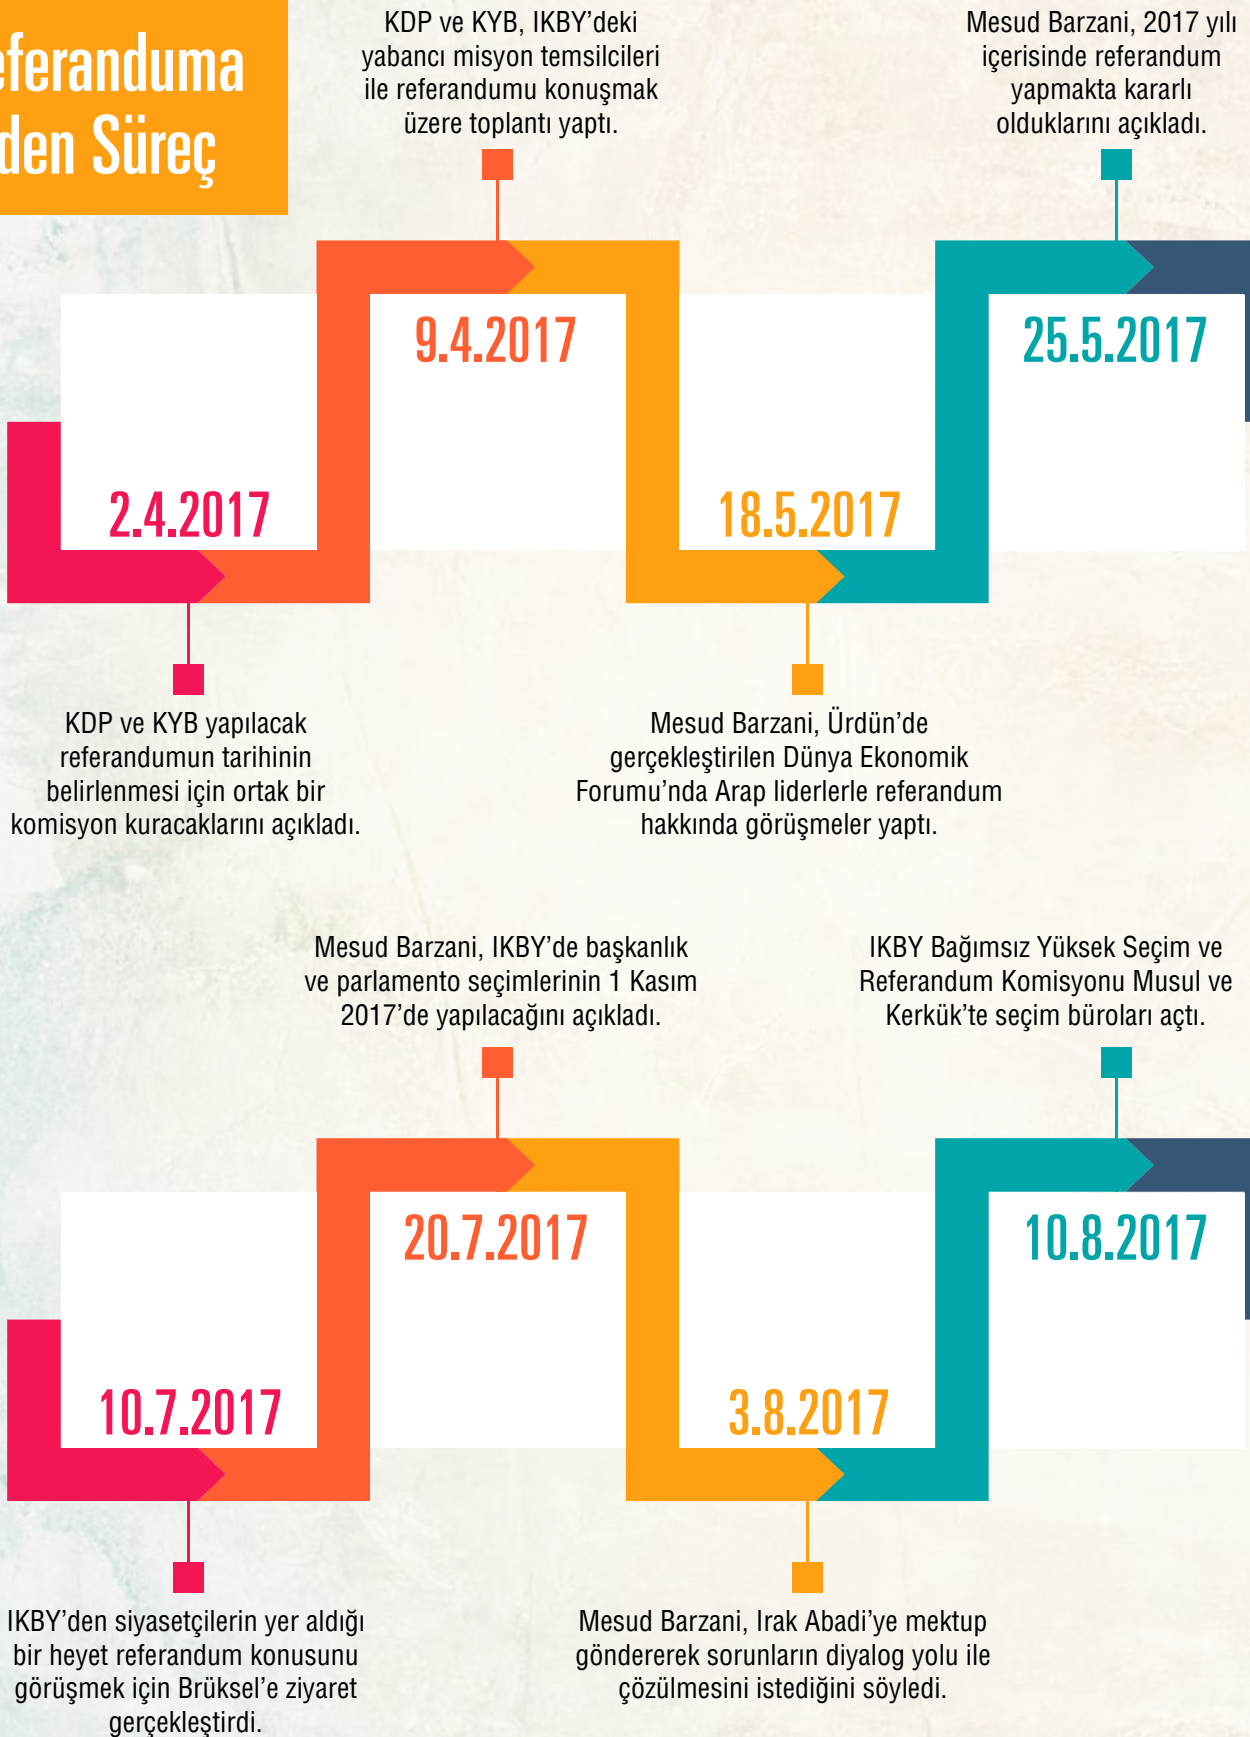 eferanduma
den Süreç
KDP ve KYB, IKBY’deki
yabancı misyon temsilcileri
ile referandumu konuşmak
üzere toplantı yaptı.
Mesud Barzani, 2017 yılı
içerisinde referandum
yapmakta kararlı
olduklarını açıkladı.
9.4.2017
25.5.2017
2.4.2017
18.5.2017
KDP ve KYB yapılacak
referandumun tarihinin
belirlenmesi için ortak bir
komisyon kuracaklarını açıkladı.
Mesud Barzani, Ürdün’de
gerçekleştirilen Dünya Ekonomik
Forumu’nda Arap liderlerle referandum
hakkında görüşmeler yaptı.
Mesud Barzani, IKBY’de başkanlık
ve parlamento seçimlerinin 1 Kasım
2017’de yapılacağını açıkladı.
IKBY Bağımsız Yüksek Seçim ve
Referandum Komisyonu Musul ve
Kerkük’te seçim büroları açtı.
20.7.2017
10.8.2017
10.7.2017
3.8.2017
IKBY’den siyasetçilerin yer aldığı
bir heyet referandum konusunu
görüşmek için Brüksel’e ziyaret
gerçekleştirdi.
Mesud Barzani, Irak Abadi’ye mektup
göndererek sorunların diyalog yolu ile
çözülmesini istediğini söyledi.